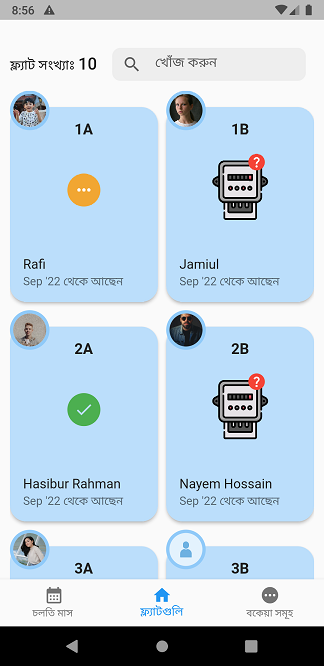 8:56
ফ্ল্যাট সংখ্যাঃ 10
খোঁজ করুন
1A
1B
?
Rafi
Jamiul
Sep '22 থেকে আছেন
Sep '22 থেকে আছেন
2A
2B
?
Hasibur Rahman
Nayem Hossain
Sep '22 থেকে আছেন
Sep '22 থেকে আছেন
3A
3B
চলতি মাস
ফ্ল্যাটগুলি
বকেয়া সমূহ